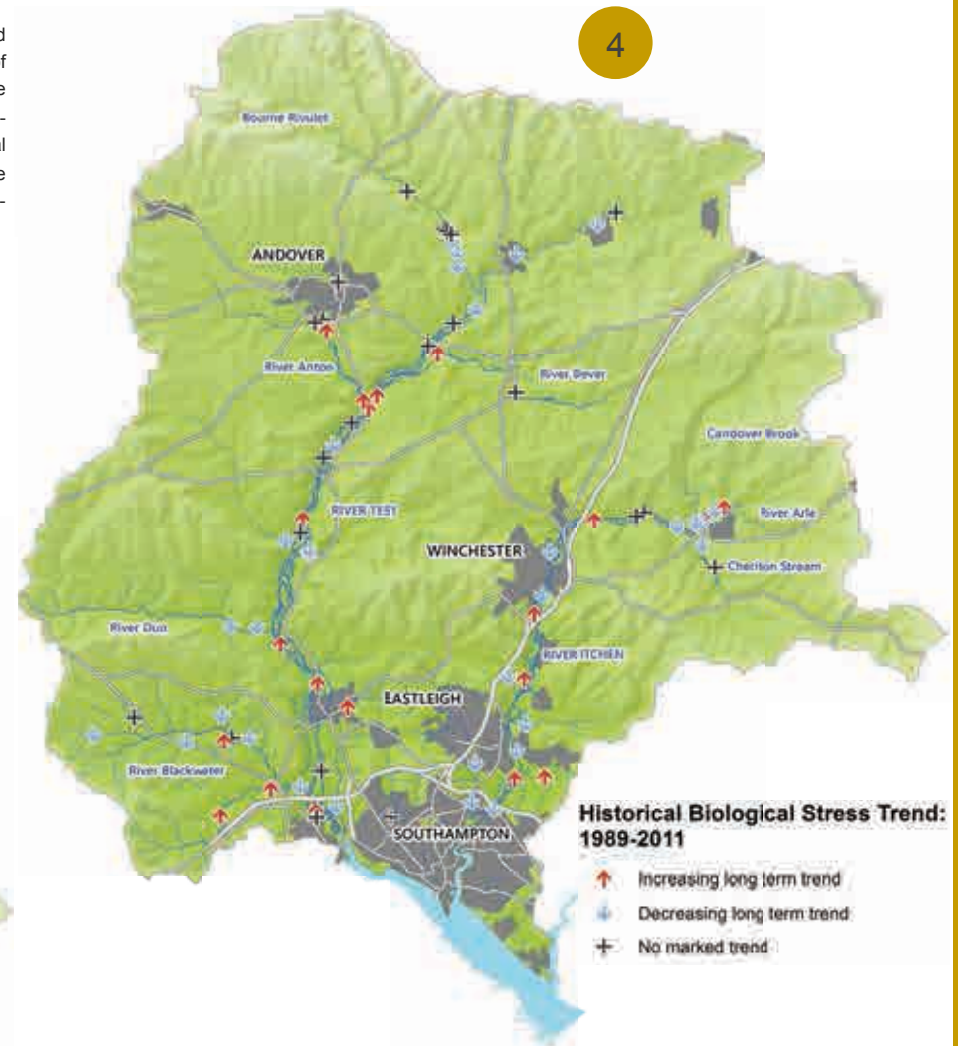 d
of
e
-
al
e
-
4
Bourne Rivulet
ANDOVER
River Anton
River Dever
Candover Brook
RIVER TEST
River Arle
WINCHESTER
Cheriton Stream
River Dun
RIVER ITCHEN
EASTLEIGH
River Blackwater
SOUTHAMPTON
Historical Biological Stress Trend:
1989-2011
Increasing long term trend
Decreasing long term trend
No marked trend